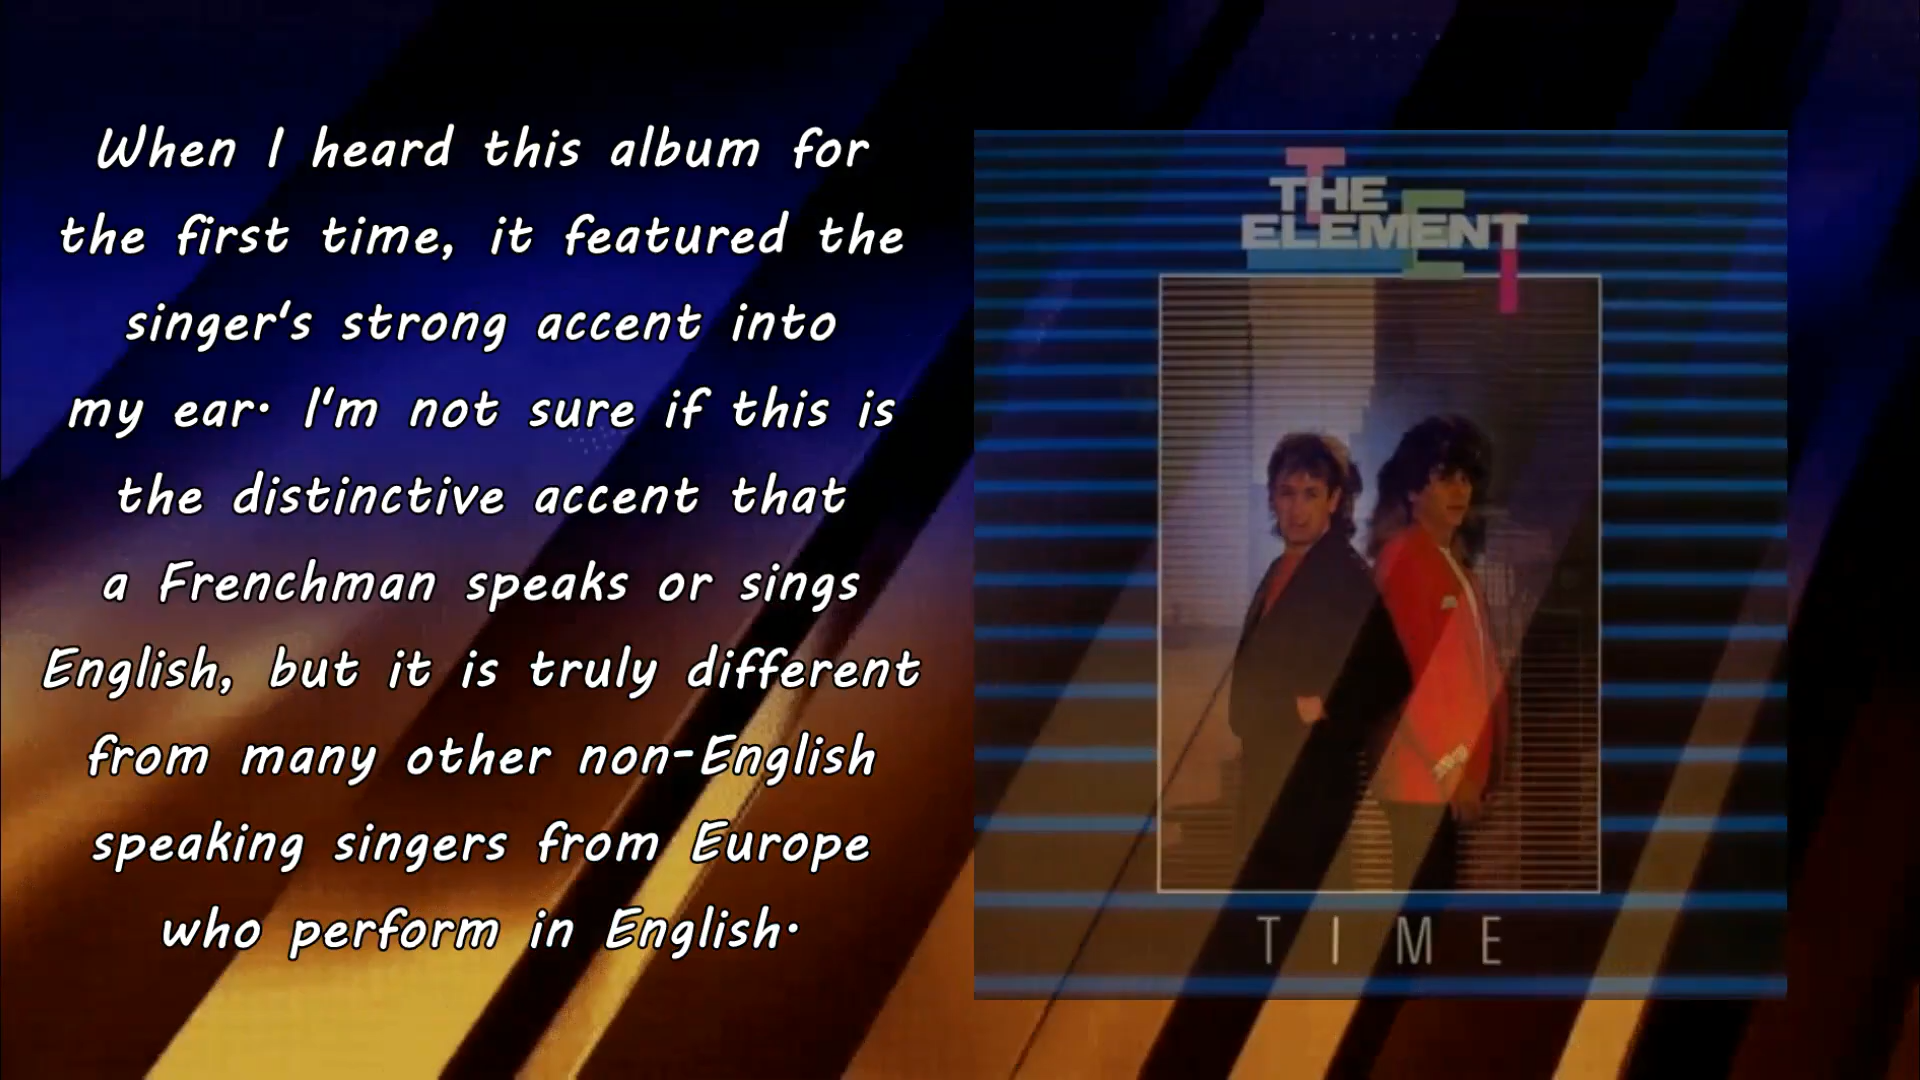 When I heard this album for
the first time, it featured the
singer's strong accent into
my ear. I'm not sure if this is
the distinctive accent that
a Frenchman speaks or sings
English, but it is truly different
from many other non-English
speaking singers from Europe
who perform in English.
T
THE
ELEMENT
TIME